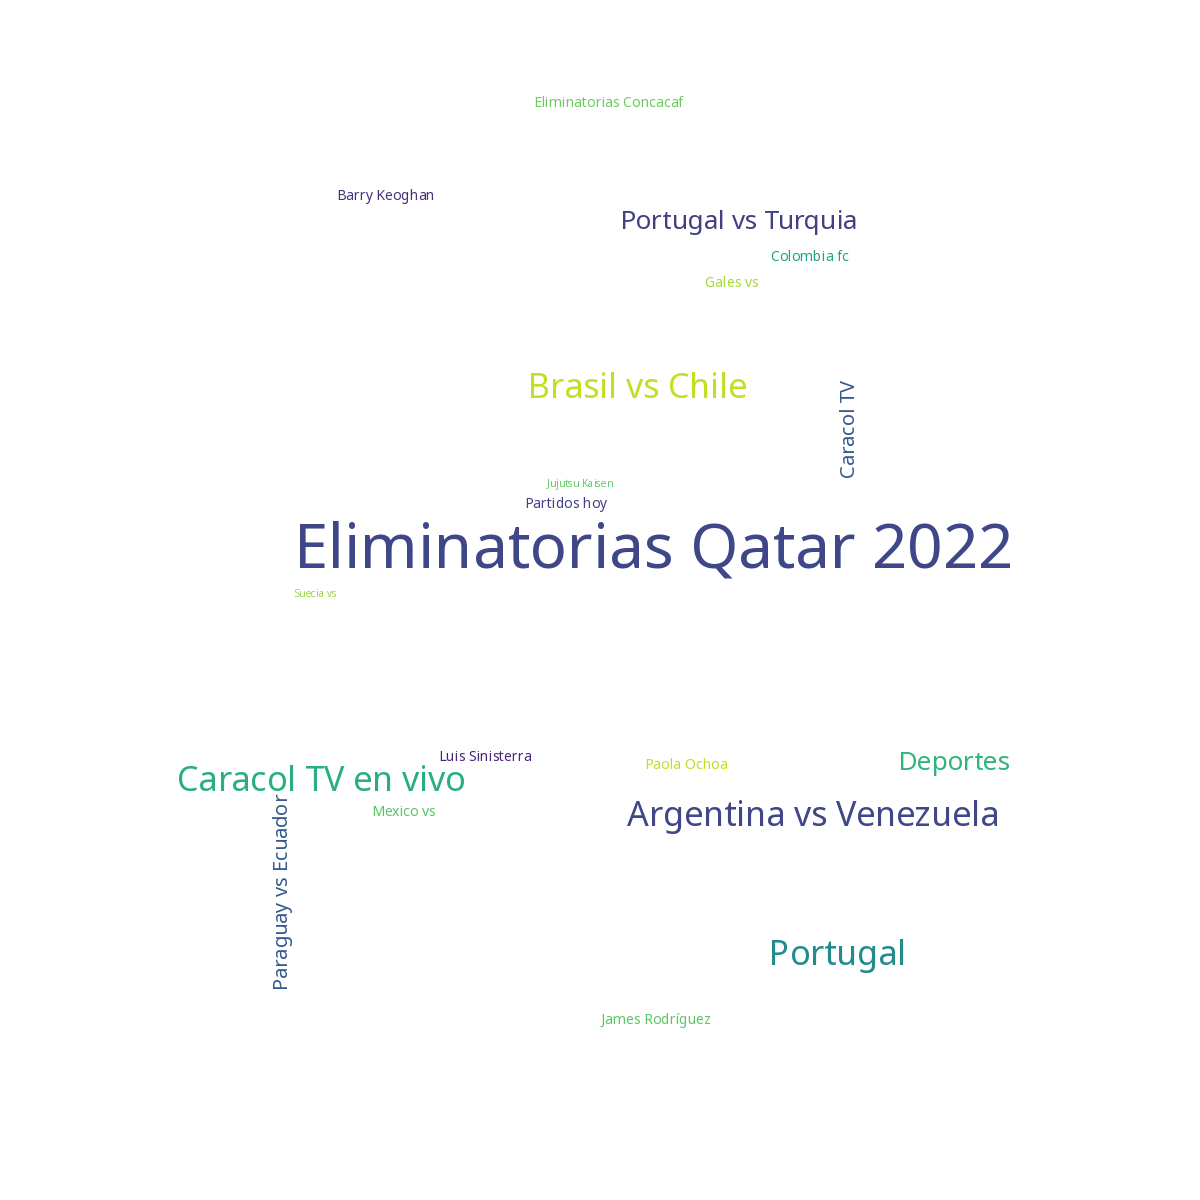 Eliminatorias Concacaf
Barry Keoghan
Portugal vs Turquia
Colombia fc
Gales vs
Brasil vs Chile
Caracol TV
Jujutsu Kaisen
Partidos hoy
Eliminatorias Qatar 2022
Suecia vs
Luis Sinisterra
Paola Ochoa
Deportes
Caracol TV en vivo
Mexico vs
Argentina vs Venezuela
Paraguay vs Ecuador
Portugal
James Rodríguez